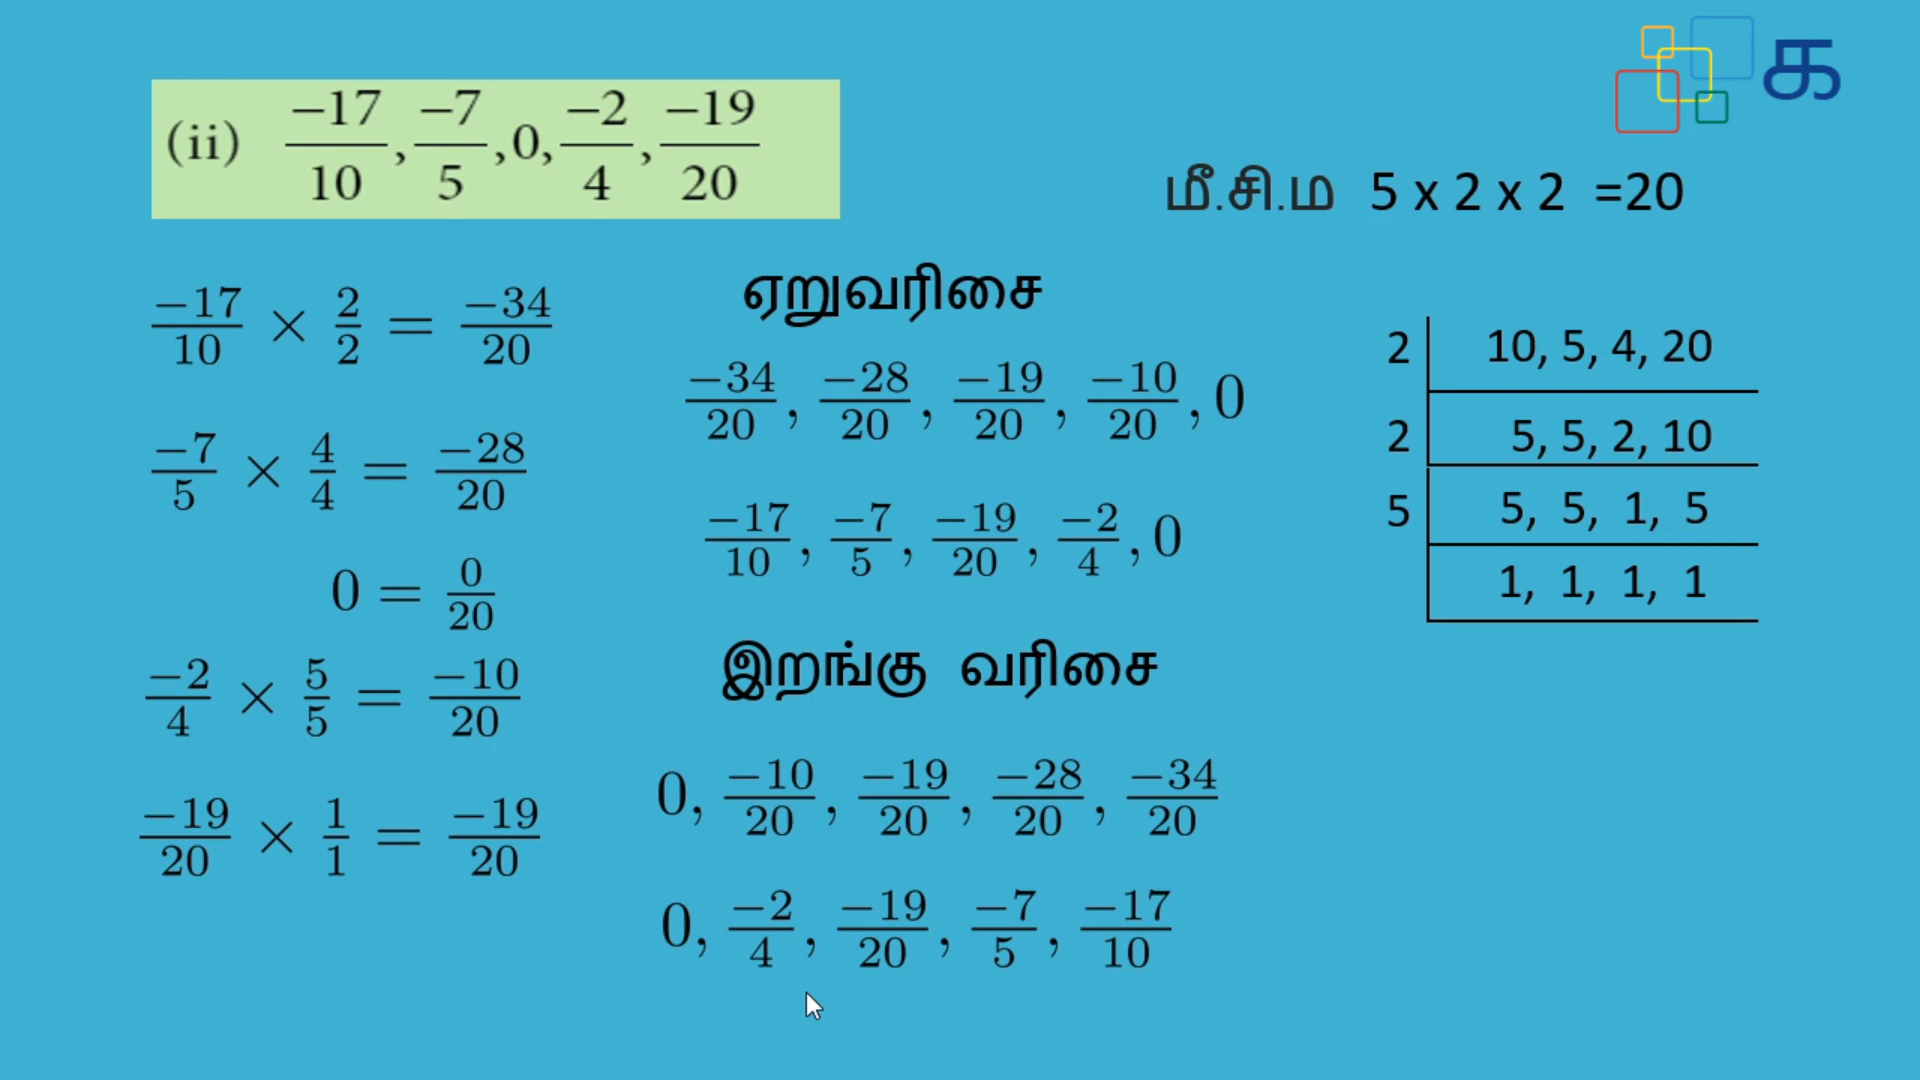 க
(ii) -17/10, -7/5, 0, -2/4, -19/20
மீ.சி.ம 5 x 2 x 2 =20
-17/10 × 2/2 = -34/20
-7/5 × 4/4 = -28/20
0 = 0/20
-2/4 × 5/5 = -10/20
-19/20 × 1/1 = -19/20
ஏறுவரிசை
-34/20, -28/20, -19/20, -10/20, 0
-17/10, -7/5, -19/20, -2/4, 0
இறங்கு வரிசை
0, -10/20, -19/20, -28/20, -34/20
0, -2/4, -19/20, -7/5, -17/10
2 | 10, 5, 4, 20
2 | 5, 5, 2, 10
5 | 5, 5, 1, 5
1, 1, 1, 1